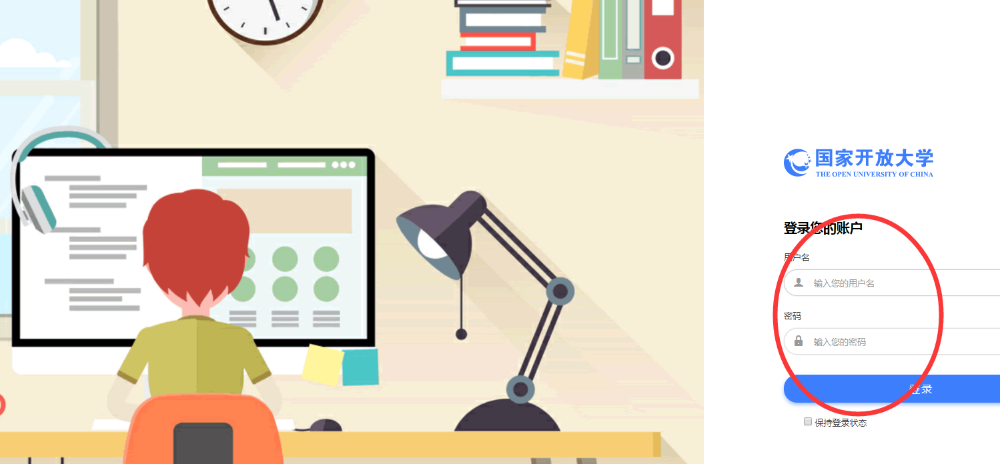 国家开放大学
THE OPEN UNIVERSITY OF CHINA
登录您的账户
用户名
输入您的用户名
密码
输入您的密码
登录
保持登录状态